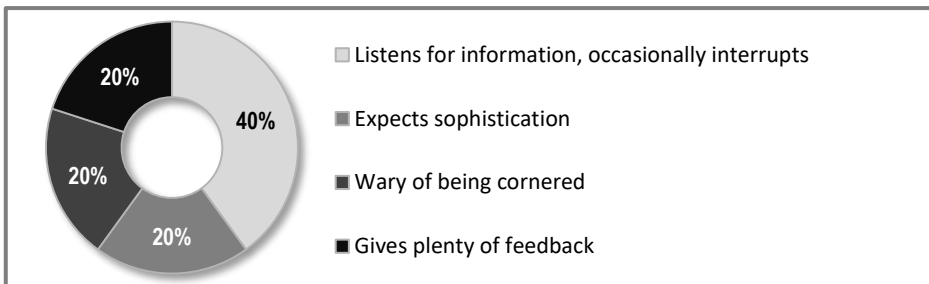 20%
40%
20%
20%
Listens for information, occasionally interrupts
Expects sophistication
Wary of being cornered
Gives plenty of feedback